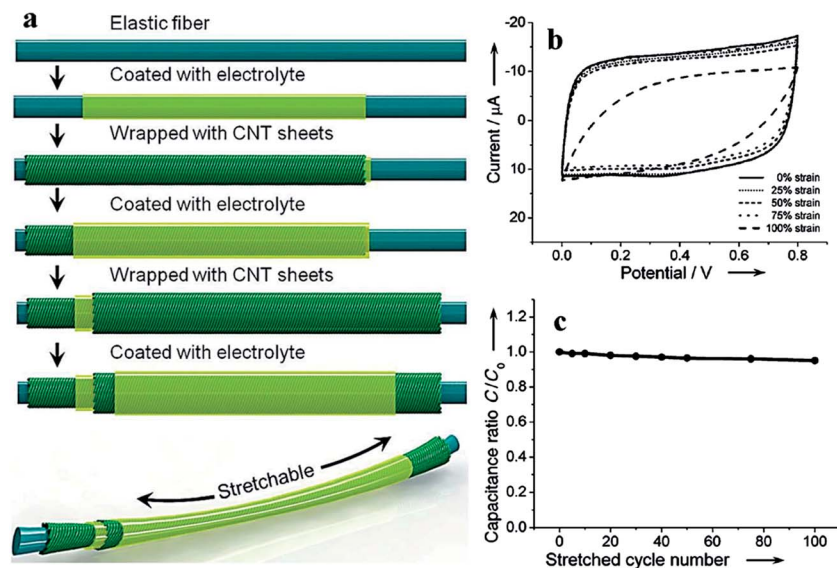 a
Elastic fiber
Coated with electrolyte
Wrapped with CNT sheets
Coated with electrolyte
Wrapped with CNT sheets
Coated with electrolyte
Stretchable
b
Current / μA
-20
-10
0
10
20
0% strain
25% strain
50% strain
75% strain
100% strain
0.0 0.2 0.4 0.6 0.8
Potential / V
c
Capacitance ratio C/C₀
1.2
1.0
0.8
0.6
0.4
0.2
0.0
0 20 40 60 80 100
Stretched cycle number